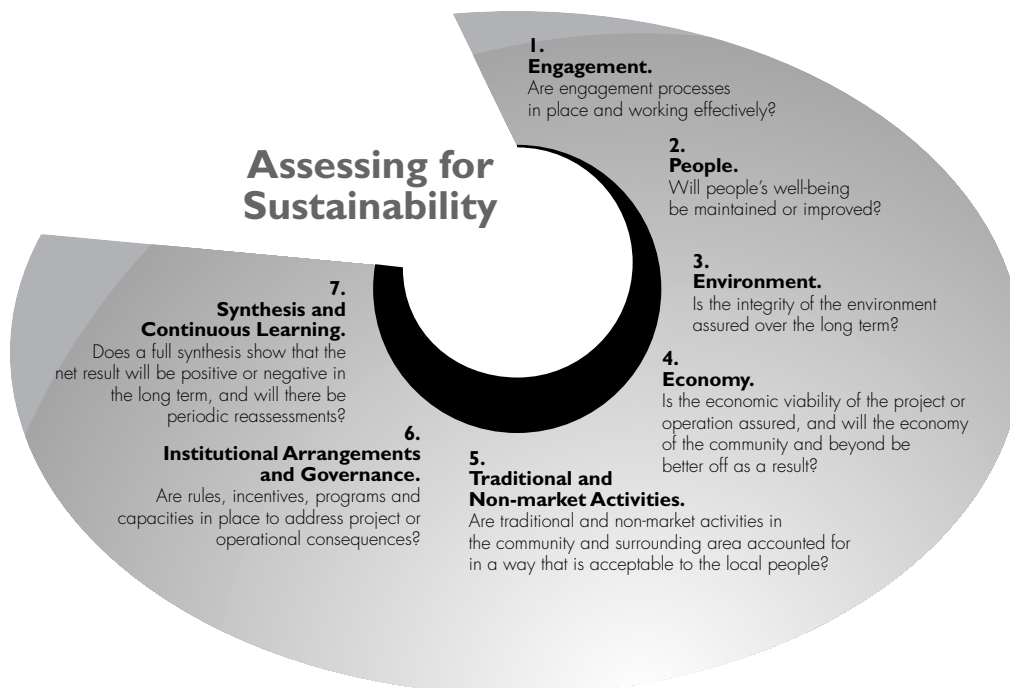 Assessing for
Sustainability
1.
Engagement.
Are engagement processes
in place and working effectively?
2.
People.
Will people’s well-being
be maintained or improved?
3.
Environment.
Is the integrity of the environment
assured over the long term?
4.
Economy.
Is the economic viability of the project or
operation assured, and will the economy
of the community and beyond be
better off as a result?
5.
Traditional and
Non-market Activities.
Are traditional and non-market activities in
the community and surrounding area accounted for
in a way that is acceptable to the local people?
6.
Institutional Arrangements
and Governance.
Are rules, incentives, programs and
capacities in place to address project or
operational consequences?
7.
Synthesis and
Continuous Learning.
Does a full synthesis show that the
net result will be positive or negative in
the long term, and will there be
periodic reassessments?